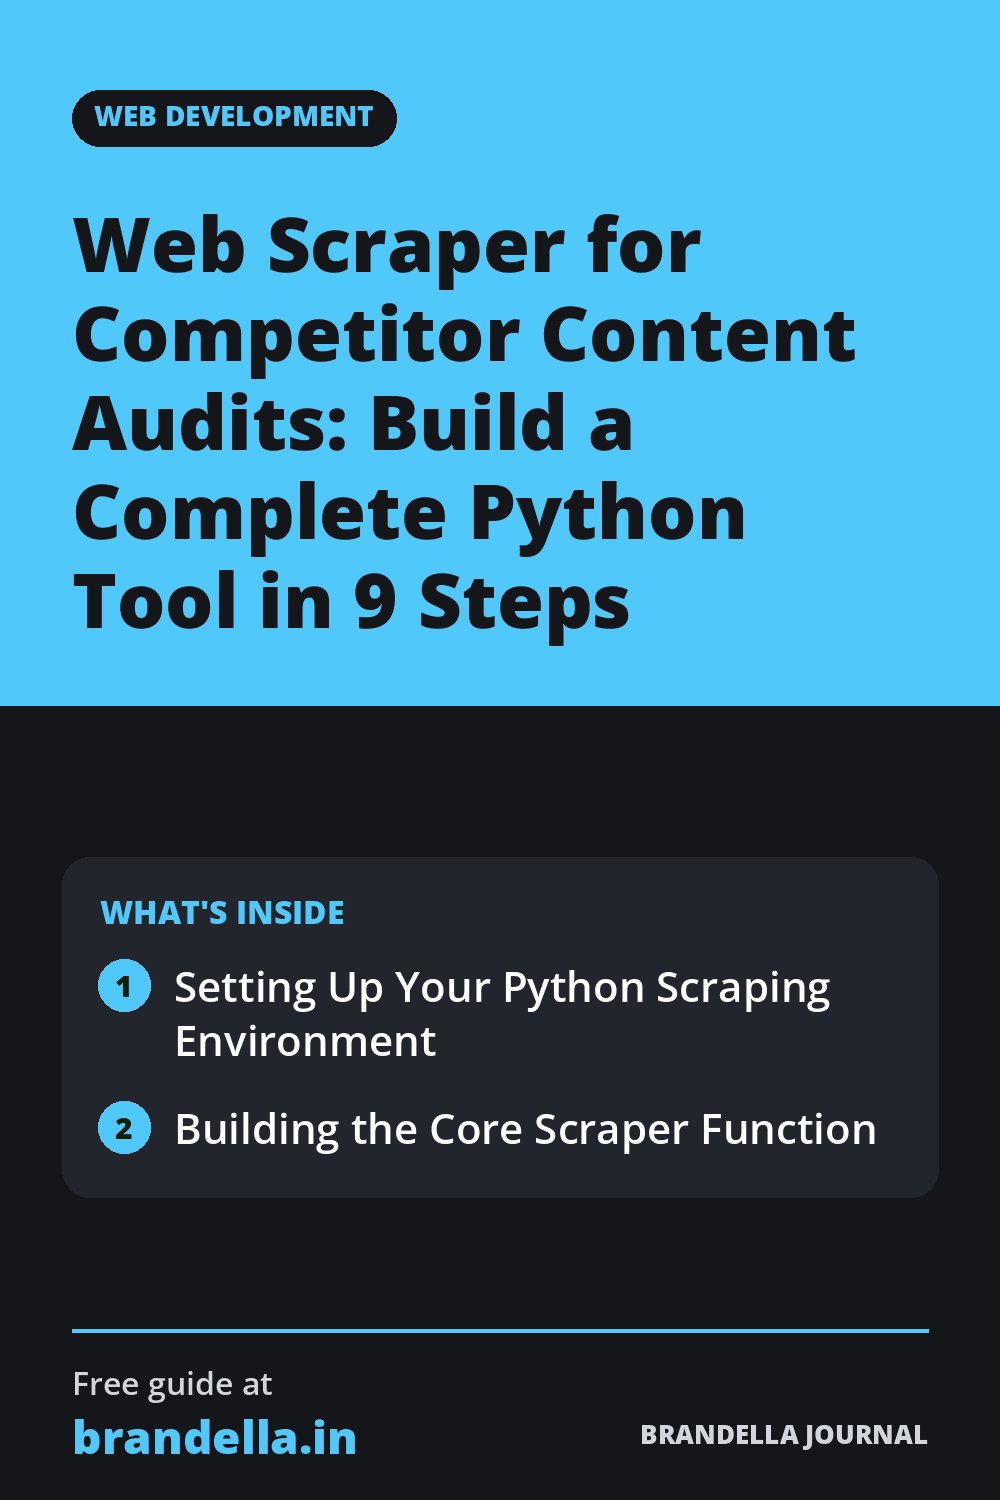 WEB DEVELOPMENT
Web Scraper for
Competitor Content
Audits: Build a
Complete Python
Tool in 9 Steps
WHAT'S INSIDE
1 Setting Up Your Python Scraping
Environment
2 Building the Core Scraper Function
Free guide at
brandella.in
BRANDELLA JOURNAL